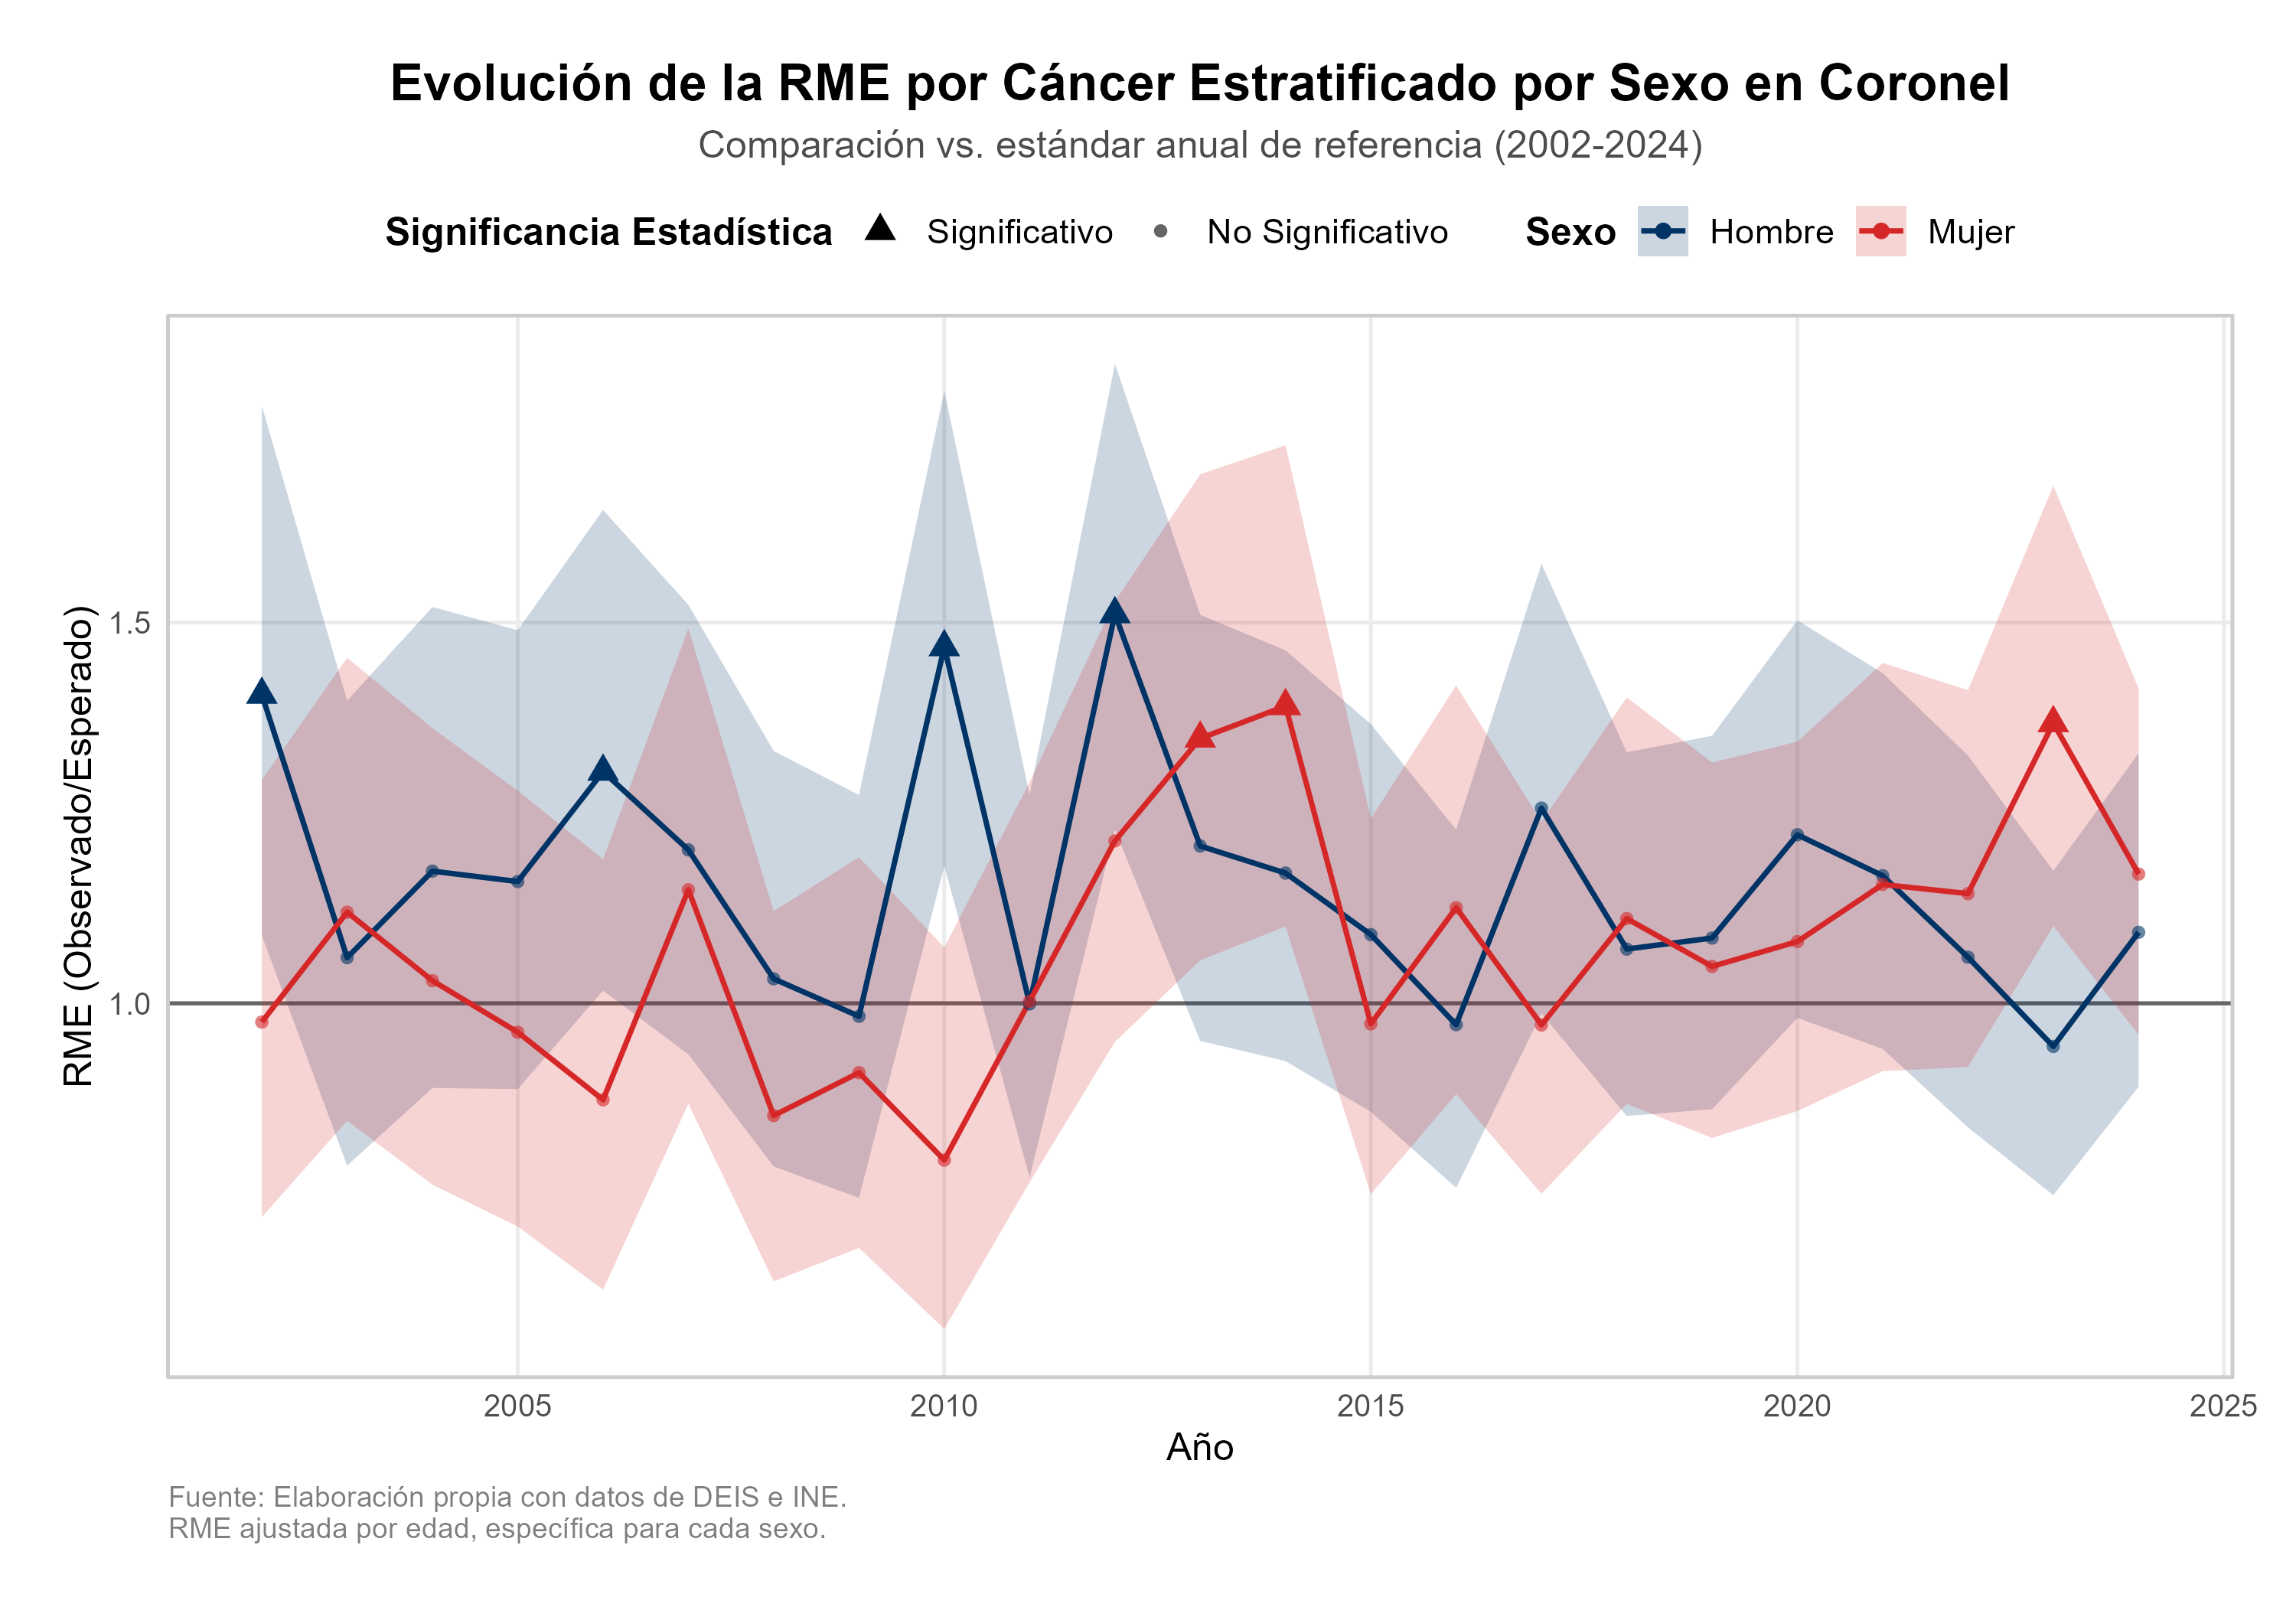 Evolución de la RME por Cáncer Estratificado por Sexo en Coronel
Comparación vs. estándar anual de referencia (2002-2024)
Significancia Estadística Significativo No Significativo Sexo Hombre Mujer
RME (Observado/Esperado)
1.5
1.0
2005 2010 2015 2020 2025
Año
Fuente: Elaboración propia con datos de DEIS e INE.
RME ajustada por edad, específica para cada sexo.